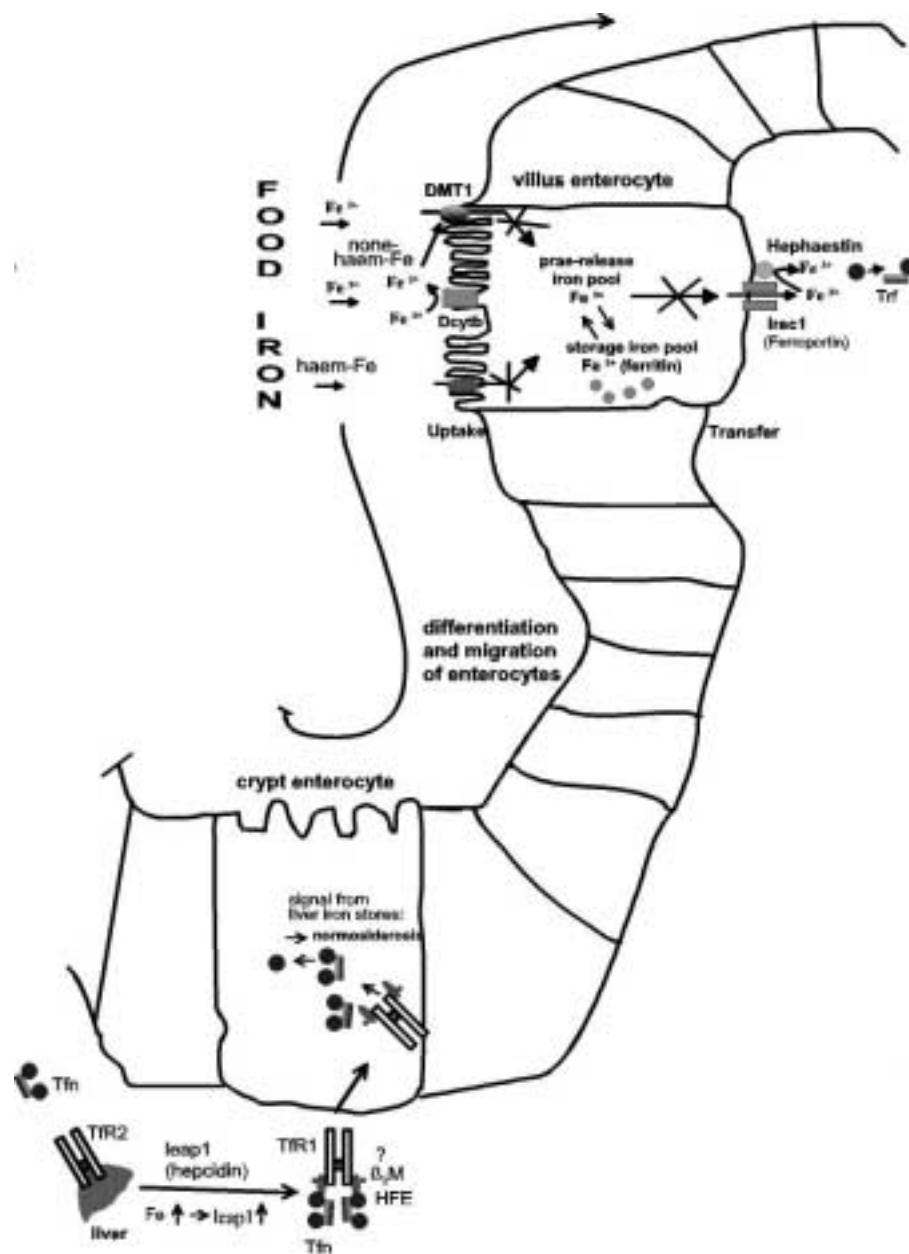 FOOD IRON
Fe 2+
none-
haem-Fe
Fe 3+
haem-Fe
DMT1
Fe 2+
Fe 3+
Dcytb
Uptake
villus enterocyte
prae-release
iron pool
Fe 2+
storage iron pool
Fe 3+ (ferritin)
Hephaestin
Fe 3+
Fe 2+
Trf
Ireg1
(Ferroportin)
Transfer
differentiation
and migration
of enterocytes
crypt enterocyte
signal from
liver iron stores:
normosiderosis
Tfn
TfR2
liver
leap1
(hepcidin)
Fe ↑ → leap1 ↑
TfR1
?
β2M
HFE
Tfn